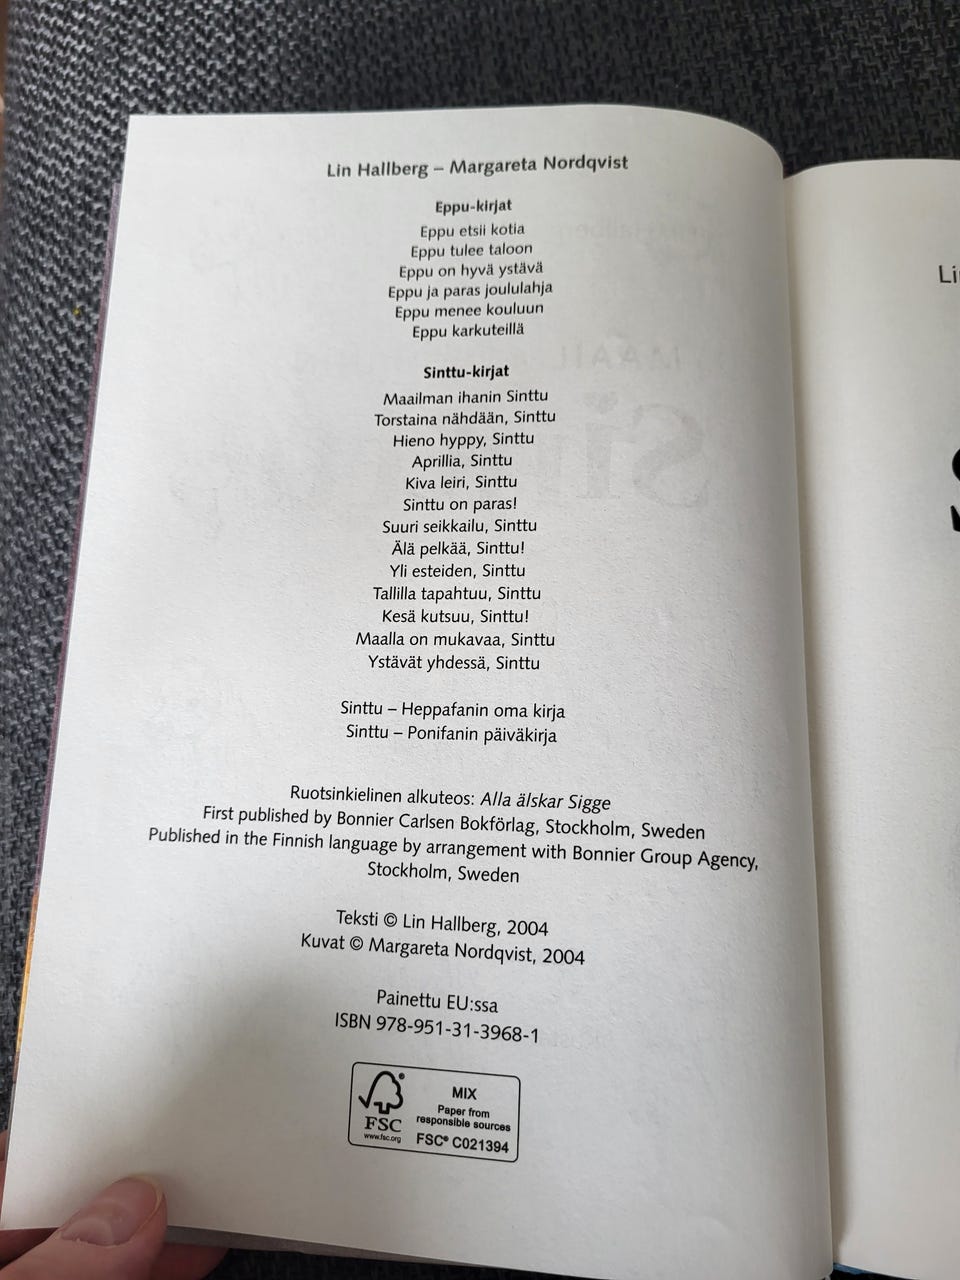 Lin Hallberg – Margareta Nordqvist
Eppu-kirjat
Eppu etsii kotia
Eppu tulee taloon
Eppu on hyvä ystävä
Eppu ja paras joululahja
Eppu menee kouluun
Eppu karkuteillä
Sinttu-kirjat
Maailman ihanin Sinttu
Torstaina nähdään, Sinttu
Hieno hyppy, Sinttu
Aprillia, Sinttu
Kiva leiri, Sinttu
Sinttu on paras!
Suuri seikkailu, Sinttu
Älä pelkää, Sinttu!
Yli esteiden, Sinttu
Tallilla tapahtuu, Sinttu
Kesä kutsuu, Sinttu!
Maalla on mukavaa, Sinttu
Ystävät yhdessä, Sinttu
Sinttu – Heppafanin oma kirja
Sinttu – Ponifanin päiväkirja
Ruotsinkielinen alkuteos: Alla älskar Sigge
First published by Bonnier Carlsen Bokförlag, Stockholm, Sweden
Published in the Finnish language by arrangement with Bonnier Group Agency,
Stockholm, Sweden
Teksti © Lin Hallberg, 2004
Kuvat © Margareta Nordqvist, 2004
Painettu EU:ssa
ISBN 978-951-31-3968-1
FSC
www.fsc.org
MIX
Paper from
responsible sources
FSC® C021394